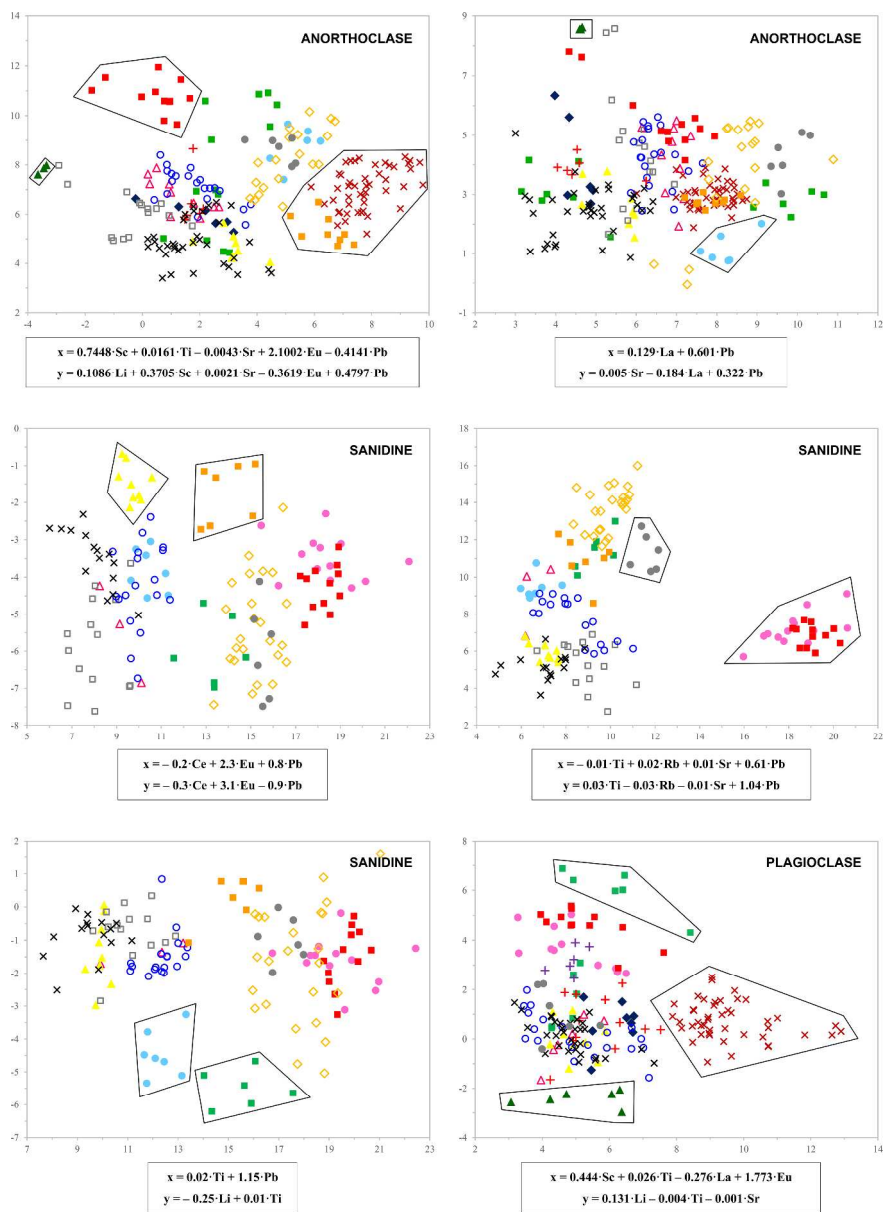 ANORTHOCLASE
14
12
10
8
6
4
2
-4 -2 0 2 4 6 8 10
x = 0.7448·Sc + 0.0161·Ti – 0.0043·Sr + 2.1002·Eu – 0.4141·Pb
y = 0.1086·Li + 0.3705·Sc + 0.0021·Sr – 0.3619·Eu + 0.4797·Pb
ANORTHOCLASE
9
7
5
3
1
-1
2 3 4 5 6 7 8 9 10 11 12
x = 0.129·La + 0.601·Pb
y = 0.005·Sr – 0.184·La + 0.322·Pb
SANIDINE
0
-1
-2
-3
-4
-5
-6
-7
-8
5 7 9 11 13 15 17 19 21 23
x = – 0.2·Ce + 2.3·Eu + 0.8·Pb
y = – 0.3·Ce + 3.1·Eu – 0.9·Pb
SANIDINE
18
16
14
12
10
8
6
4
2
4 6 8 10 12 14 16 18 20 22
x = – 0.01·Ti + 0.02·Rb + 0.01·Sr + 0.61·Pb
y = 0.03·Ti – 0.03·Rb – 0.01·Sr + 1.04·Pb
SANIDINE
2
1
0
-1
-2
-3
-4
-5
-6
-7
7 9 11 13 15 17 19 21 23
x = 0.02·Ti + 1.15·Pb
y = – 0.25·Li + 0.01·Ti
PLAGIOCLASE
8
6
4
2
0
-2
-4
2 4 6 8 10 12 14
x = 0.444·Sc + 0.026·Ti – 0.276·La + 1.773·Eu
y = 0.131·Li – 0.004·Ti – 0.001·Sr